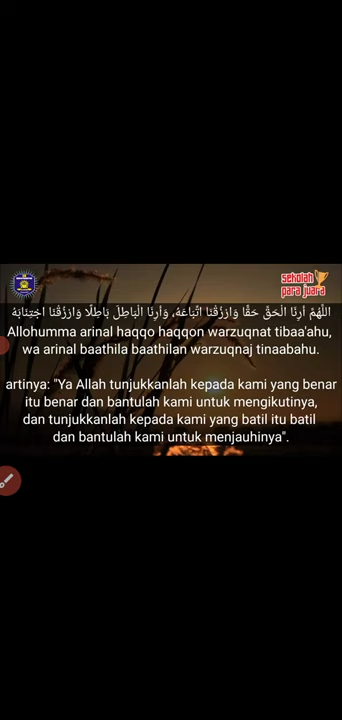 sekolah
para juara
اللّٰهُمَّ أَرِنَا الْحَقَّ حَقًّا وَارْزُقْنَا اتِّبَاعَهُ، وَأَرِنَا الْبَاطِلَ بَاطِلًا وَارْزُقْنَا اجْتِنَابَهُ
Allohumma arinal haqqo haqqon warzuqnat tibaa'ahu,
wa arinal baathila baathilan warzuqnaj tinaabahu.
artinya: "Ya Allah tunjukkanlah kepada kami yang benar
itu benar dan bantulah kami untuk mengikutinya,
dan tunjukkanlah kepada kami yang batil itu batil
dan bantulah kami untuk menjauhinya".